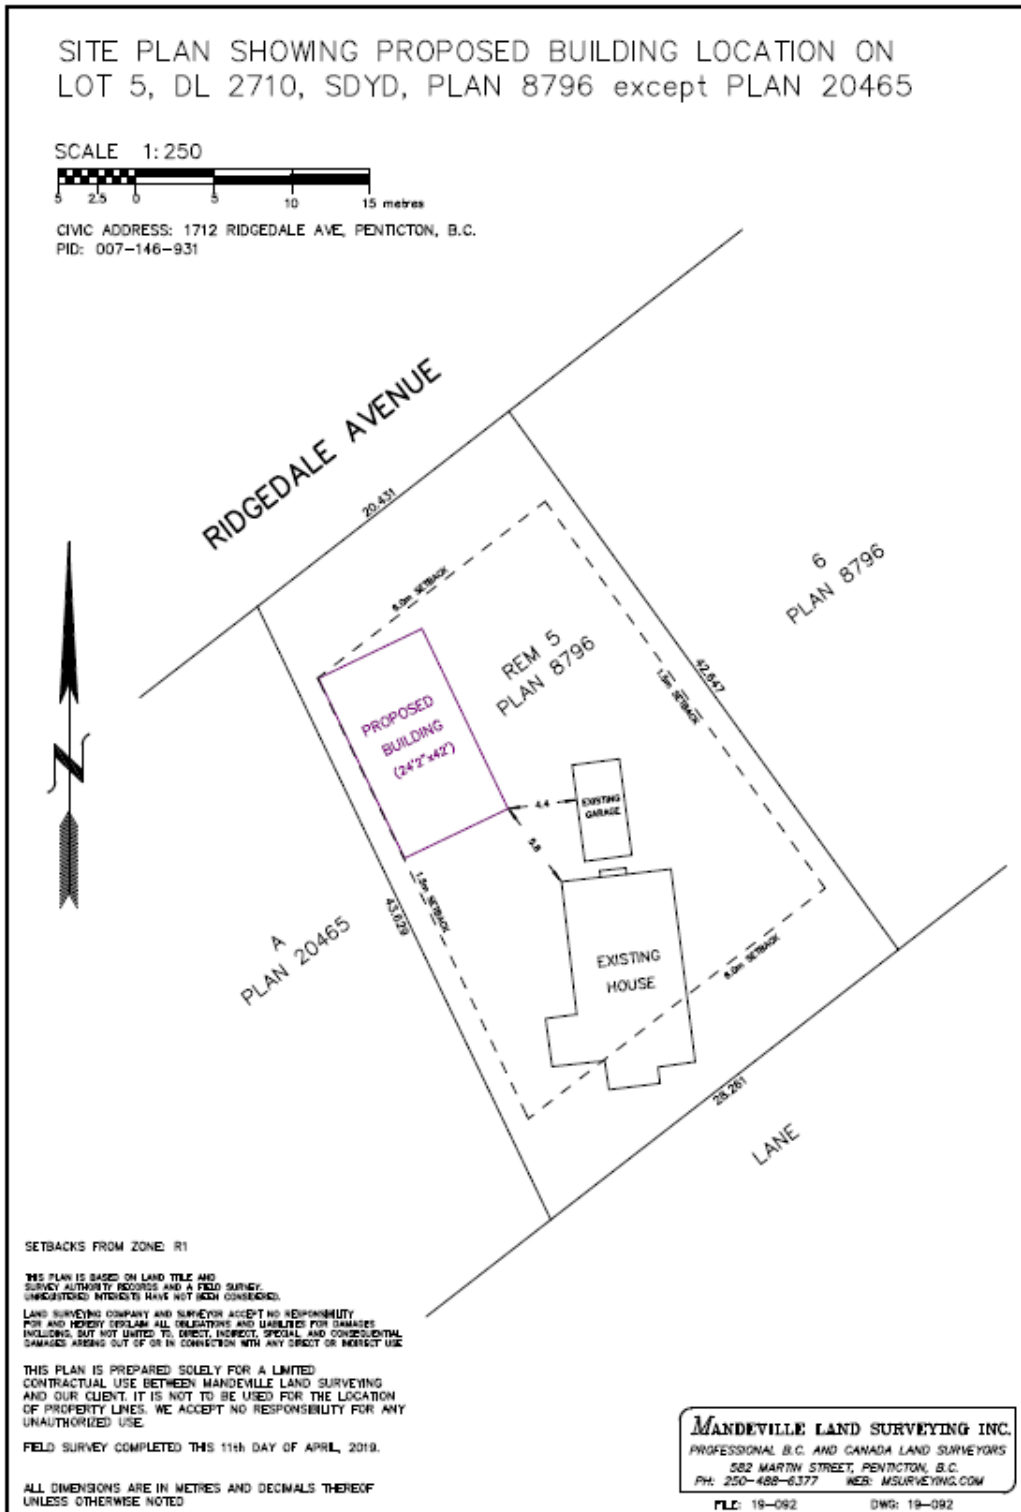 SITE PLAN SHOWING PROPOSED BUILDING LOCATION ON
LOT 5, DL 2710, SDYD, PLAN 8796 except PLAN 20465
SCALE 1:250
5 2.5 0 5 10 15 metres
CIVIC ADDRESS: 1712 RIDGEDALE AVE, PENTICTON, B.C.
PID: 007-146-931
RIDGEDALE AVENUE
20.431
6.0m SETBACK
6
PLAN 8796
REM 5
PLAN 8796
42.647
1.5m SETBACK
PROPOSED
BUILDING
(24'2"x42')
N
4.4
EXISTING
GARAGE
5.8
1.5m SETBACK
43.629
A
PLAN 20465
EXISTING
HOUSE
6.0m SETBACK
28.261
LANE
SETBACKS FROM ZONE: R1
THIS PLAN IS BASED ON LAND TITLE AND
SURVEY AUTHORITY RECORDS AND A FIELD SURVEY.
UNREGISTERED INTERESTS HAVE NOT BEEN CONSIDERED.
LAND SURVEYING COMPANY AND SURVEYOR ACCEPT NO RESPONSIBILITY
FOR AND HEREBY DISCLAIM ALL OBLIGATIONS AND LIABILITIES FOR DAMAGES
INCLUDING, BUT NOT LIMITED TO, DIRECT, INDIRECT, SPECIAL, AND CONSEQUENTIAL
DAMAGES ARISING OUT OF OR IN CONNECTION WITH ANY DIRECT OR INDIRECT USE
THIS PLAN IS PREPARED SOLELY FOR A LIMITED
CONTRACTUAL USE BETWEEN MANDEVILLE LAND SURVEYING
AND OUR CLIENT. IT IS NOT TO BE USED FOR THE LOCATION
OF PROPERTY LINES. WE ACCEPT NO RESPONSIBILITY FOR ANY
UNAUTHORIZED USE.
FIELD SURVEY COMPLETED THIS 11th DAY OF APRIL, 2019.
ALL DIMENSIONS ARE IN METRES AND DECIMALS THEREOF
UNLESS OTHERWISE NOTED
MANDEVILLE LAND SURVEYING INC.
PROFESSIONAL B.C. AND CANADA LAND SURVEYORS
582 MARTIN STREET, PENTICTON, B.C.
PH: 250-488-6377 WEB: MSURVEYING.COM
FILE: 19-092 DWG: 19-092